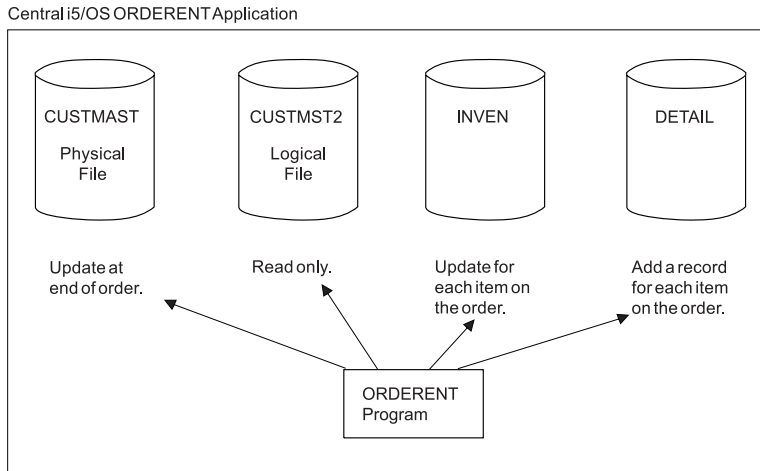 Central i5/OS ORDERENT Application
CUSTMAST
Physical
File
CUSTMST2
Logical
File
INVEN
DETAIL
Update at
end of order.
Read only.
Update for
each item on
the order.
Add a record
for each item
on the order.
ORDERENT
Program